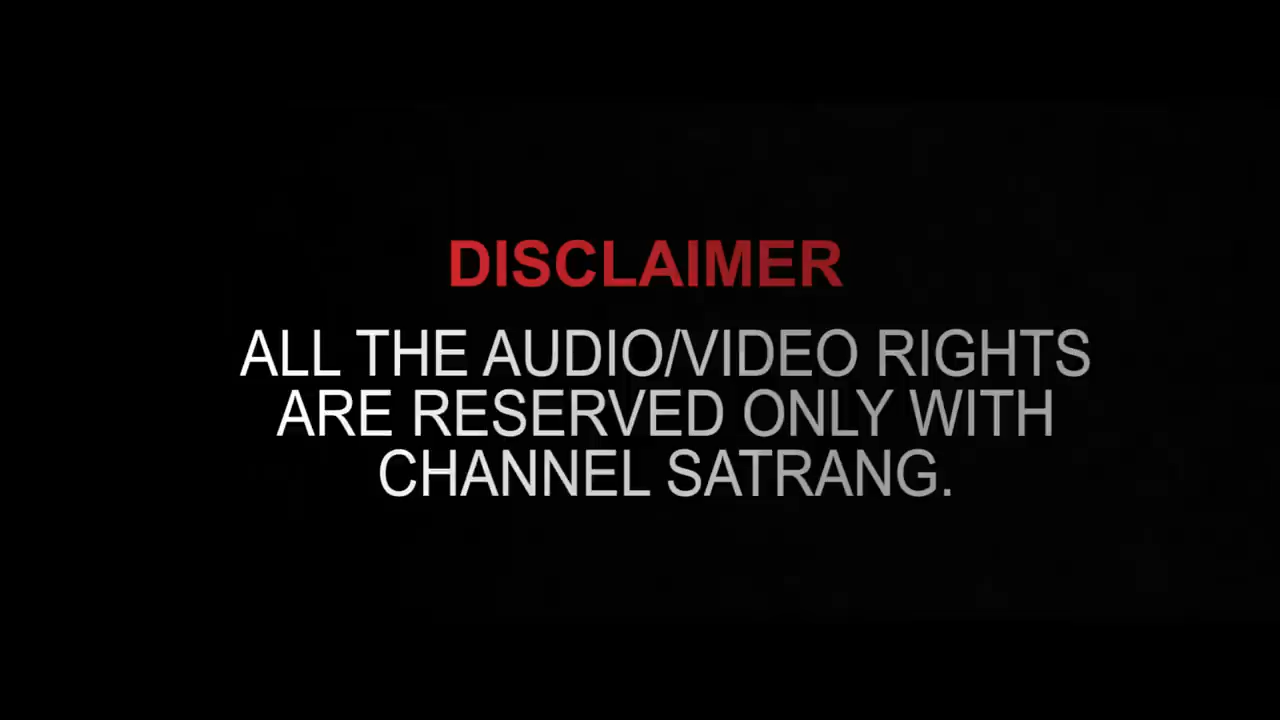 DISCLAIMER
ALL THE AUDIO/VIDEO RIGHTS
ARE RESERVED ONLY WITH
CHANNEL SATRANG.